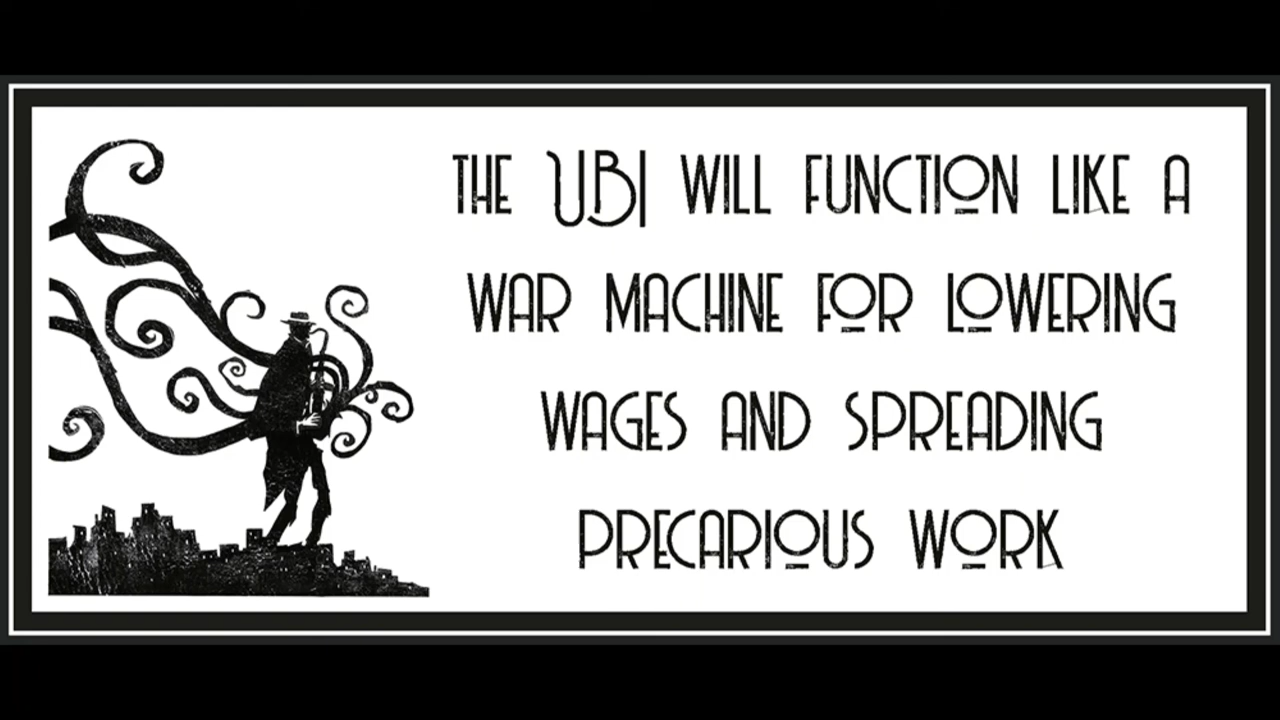 THE UBI WILL FUNCTION LIKE A
WAR MACHINE FOR LOWERING
WAGES AND SPREADING
PRECARIOUS WORK